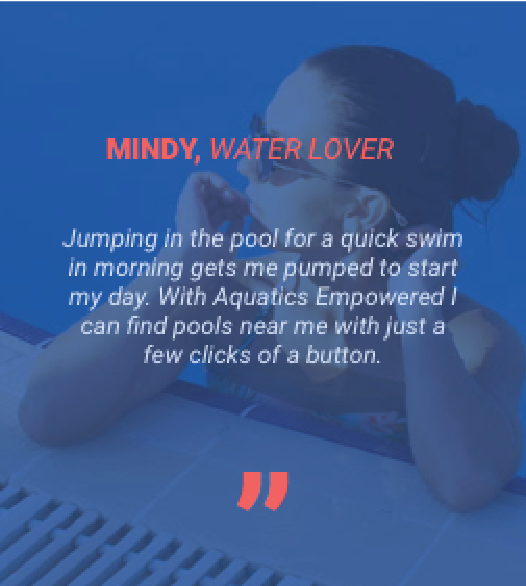 MINDY, WATER LOVER
Jumping in the pool for a quick swim
in morning gets me pumped to start
my day. With Aquatics Empowered I
can find pools near me with just a
few clicks of a button.
”